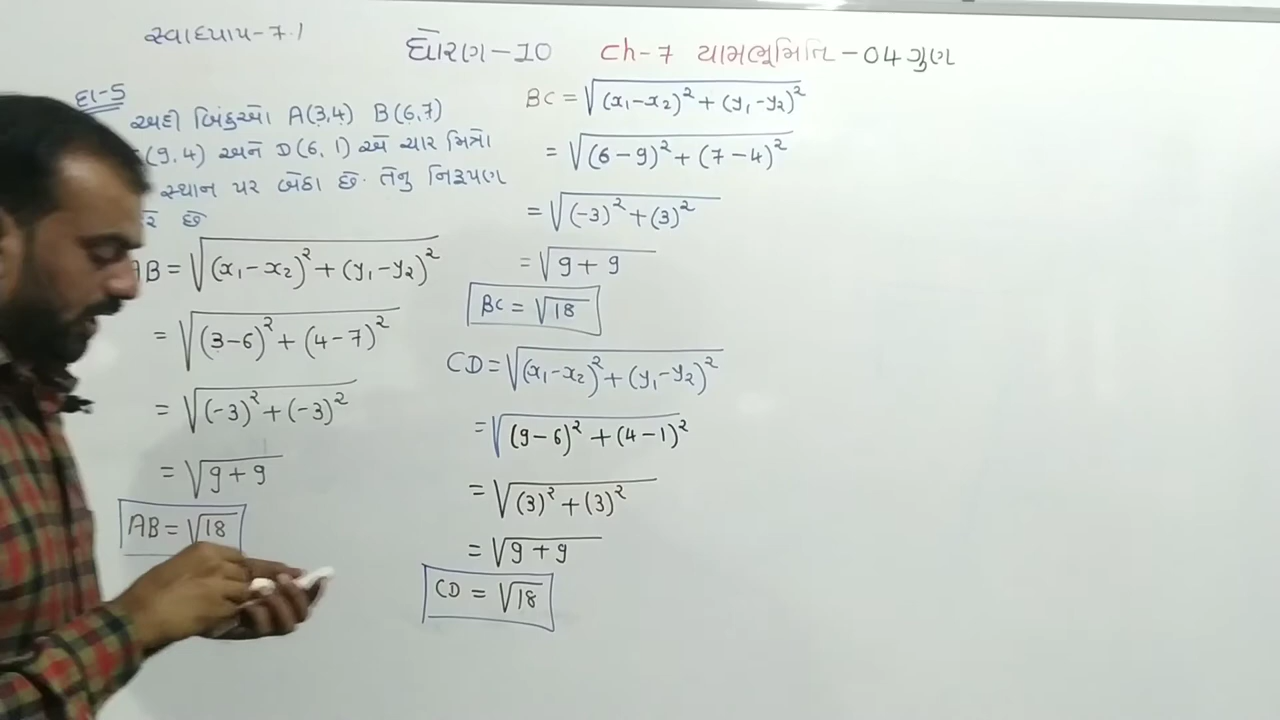 સ્વાધ્યાય-7.1
ધોરણ-10 Ch-7 યામભૂમિતિ-04 ગુણ
દા-5
અહીં બિંદુઓ A(3,4) B(6,7)
(9,4) અને D(6,1) એ ચાર મિત્રો
સ્થાન પર બેઠા છે. તેનુ નિરૂપણ
છે
AB = √(x₁-x₂)²+(y₁-y₂)²
= √(3-6)²+(4-7)²
= √(-3)²+(-3)²
= √9+9
AB = √18
BC = √(x₁-x₂)²+(y₁-y₂)²
= √(6-9)²+(7-4)²
= √(-3)²+(3)²
= √9+9
BC = √18
CD = √(x₁-x₂)²+(y₁-y₂)²
= √(9-6)²+(4-1)²
= √(3)²+(3)²
= √9+9
CD = √18